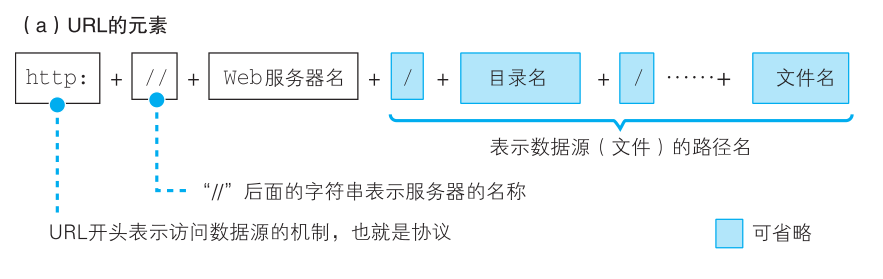 （a）URL的元素
http: + // + Web服务器名 + / + 目录名 + / ······+ 文件名
表示数据源（文件）的路径名
“//”后面的字符串表示服务器的名称
URL开头表示访问数据源的机制，也就是协议
可省略